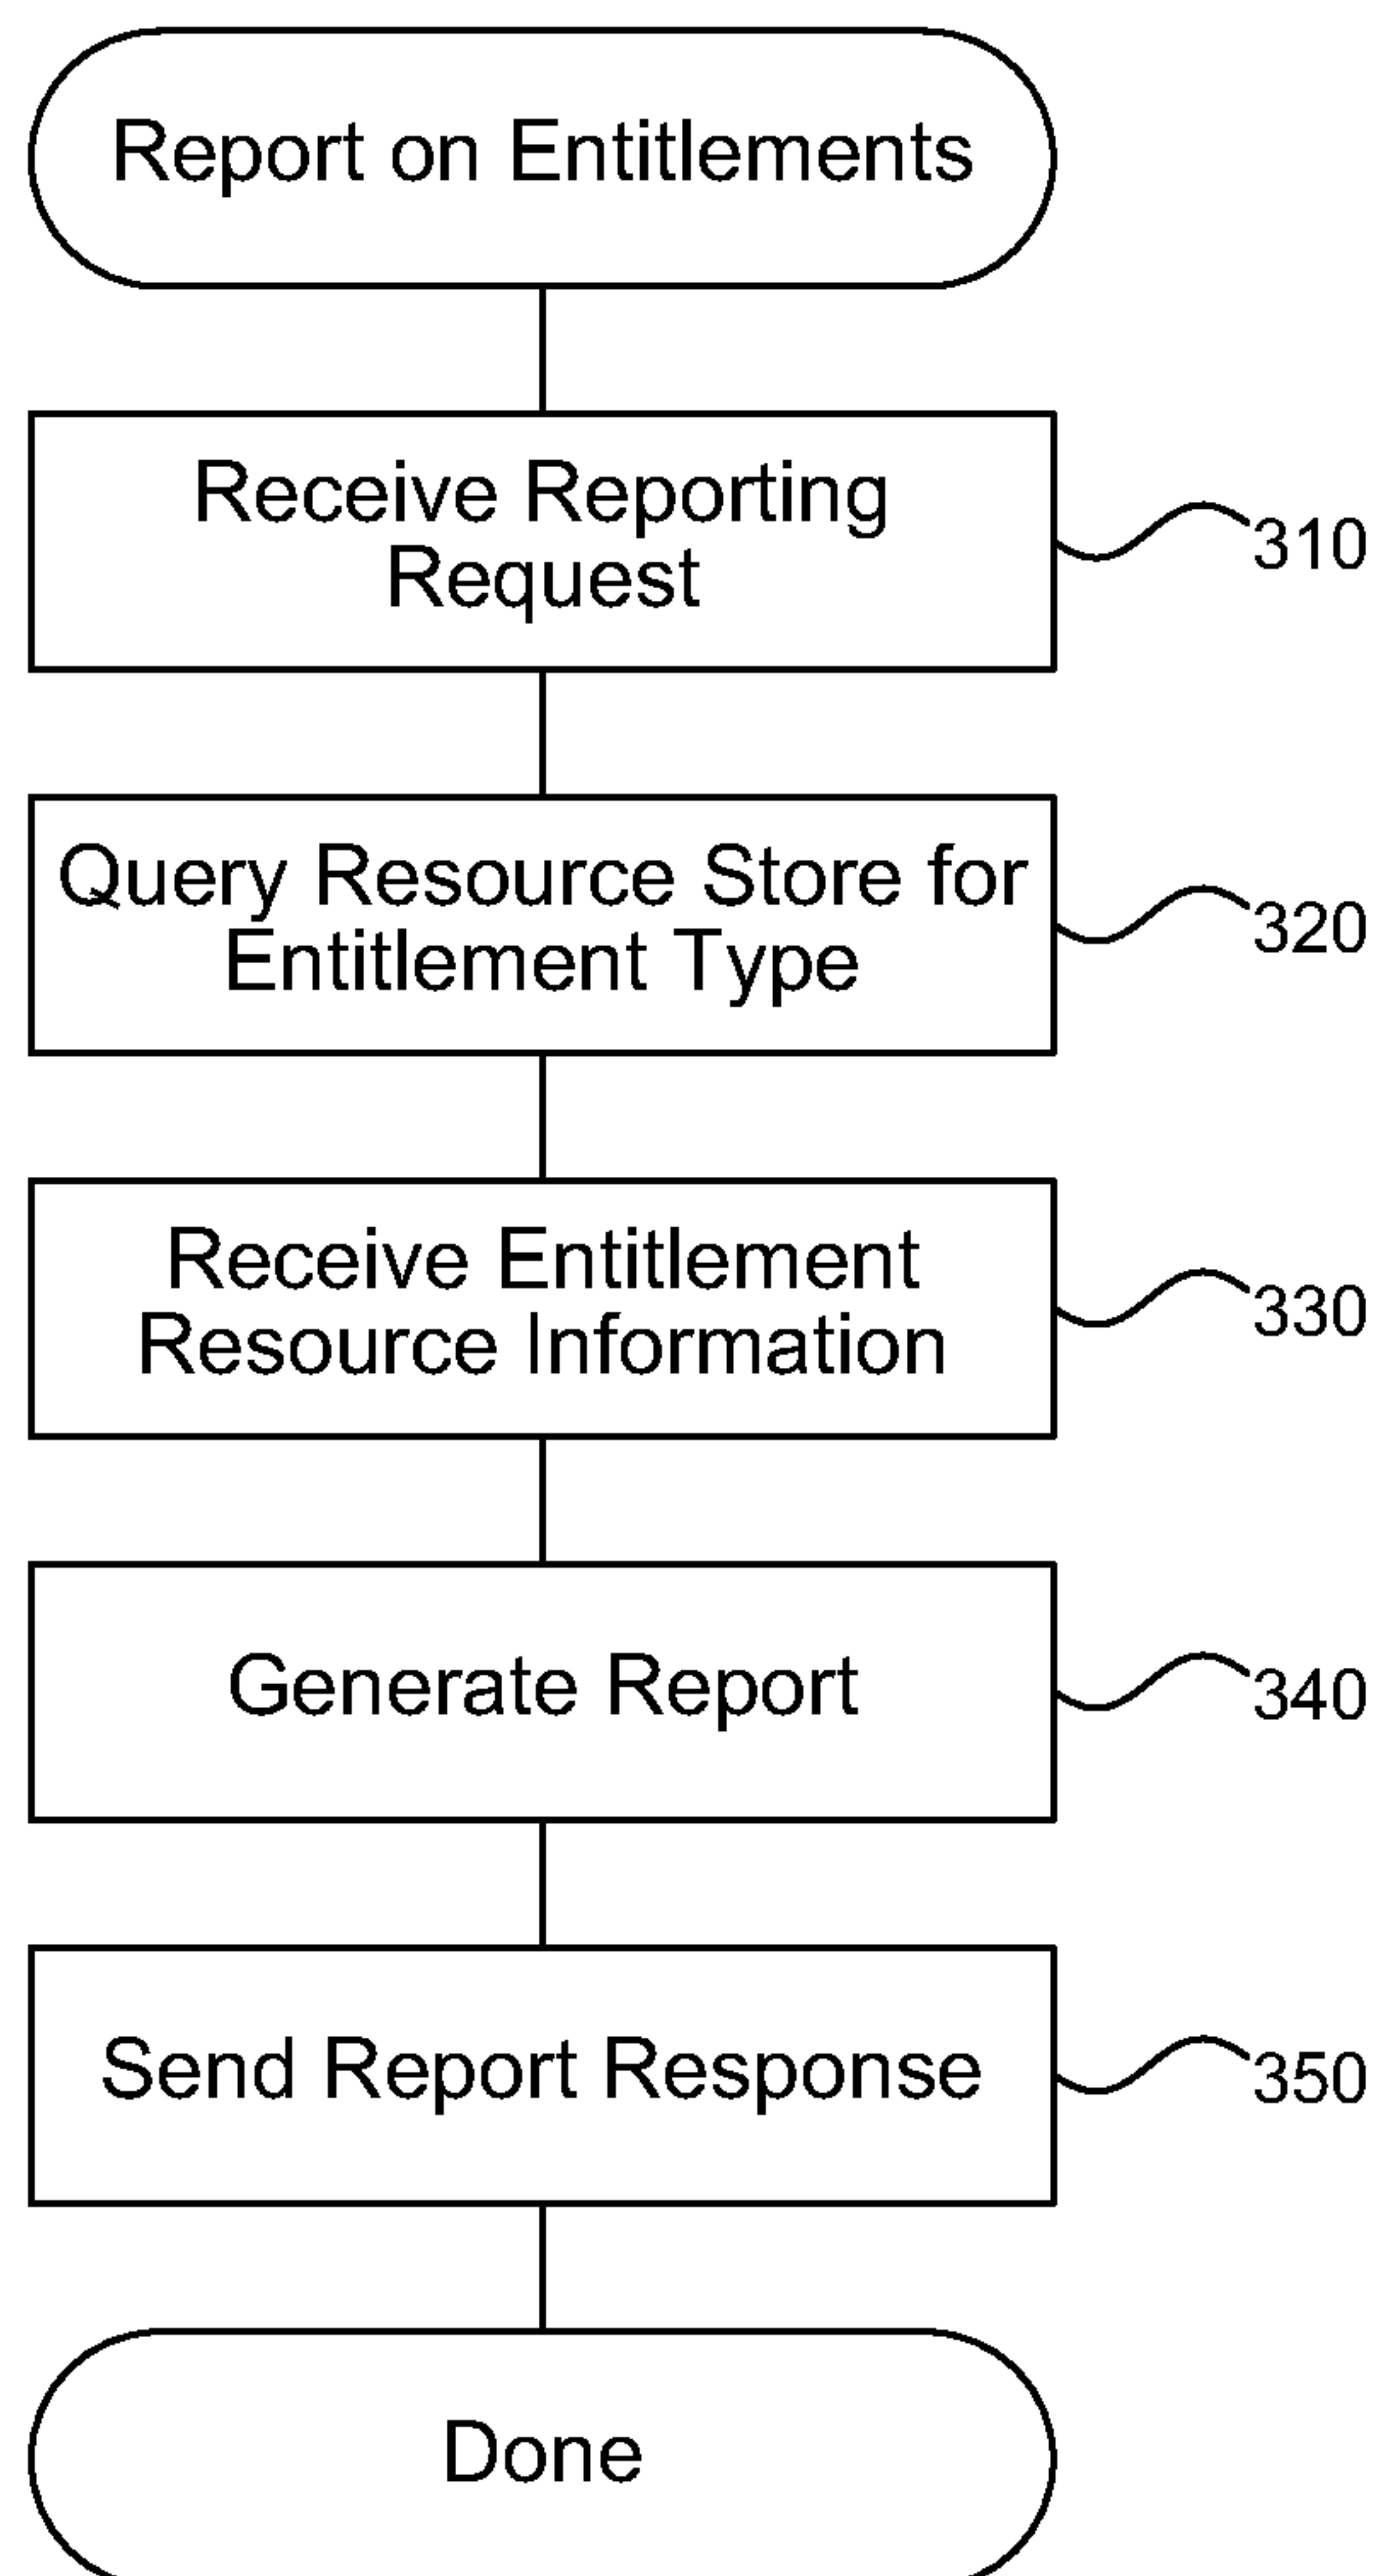 Report on Entitlements
Receive Reporting
Request
310
Query Resource Store for
Entitlement Type
320
Receive Entitlement
Resource Information
330
Generate Report
340
Send Report Response
350
Done